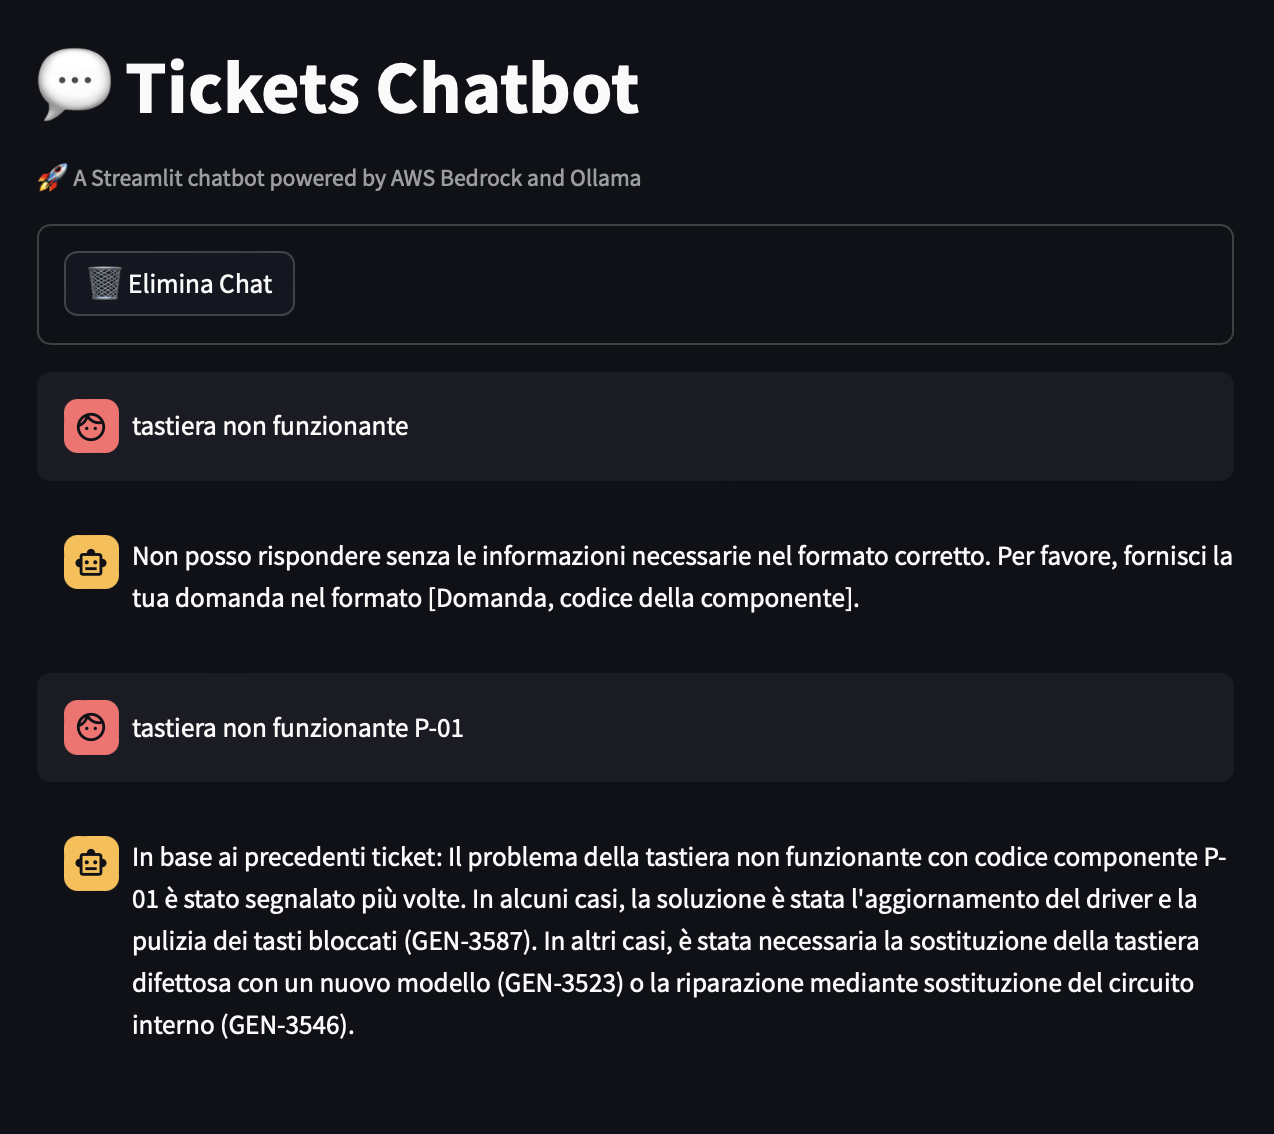 Tickets Chatbot
🚀 A Streamlit chatbot powered by AWS Bedrock and Ollama
🗑️ Elimina Chat
tastiera non funzionante
Non posso rispondere senza le informazioni necessarie nel formato corretto. Per favore, fornisci la
tua domanda nel formato [Domanda, codice della componente].
tastiera non funzionante P-01
In base ai precedenti ticket: Il problema della tastiera non funzionante con codice componente P-
01 è stato segnalato più volte. In alcuni casi, la soluzione è stata l'aggiornamento del driver e la
pulizia dei tasti bloccati (GEN-3587). In altri casi, è stata necessaria la sostituzione della tastiera
difettosa con un nuovo modello (GEN-3523) o la riparazione mediante sostituzione del circuito
interno (GEN-3546).